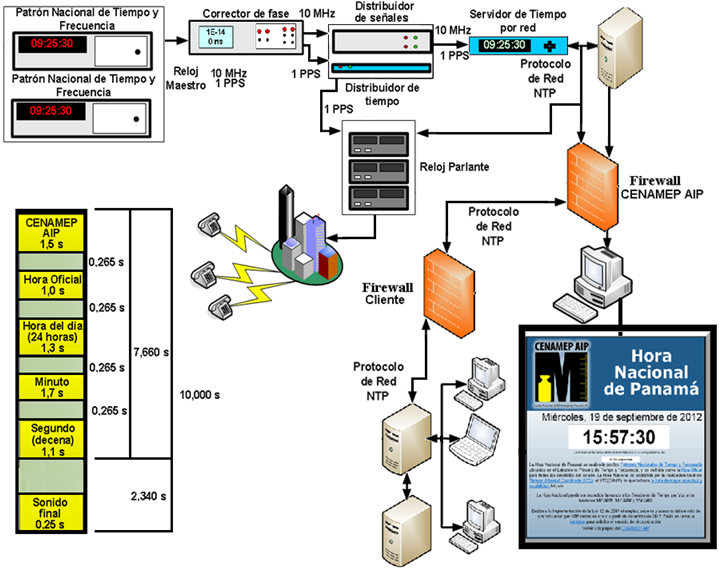 Patrón Nacional de Tiempo y
Frecuencia
09:25:30
Patrón Nacional de Tiempo y
Frecuencia
09:25:30
Corrector de fase
1E-14
0 ns
Reloj
Maestro
10 MHz
1 PPS
10 MHz
1 PPS
Distribuidor
de señales
Distribuidor de
tiempo
10 MHz
1 PPS
1 PPS
Servidor de Tiempo
por red
09:25:30
Protocolo
de Red
NTP
Reloj Parlante
Firewall
CENAMEP AIP
Protocolo
de Red
NTP
Firewall
Cliente
Protocolo
de Red
NTP
CENAMEP
AIP
1,5 s
0,265 s
Hora Oficial
1,0 s
0,265 s
Hora del día
(24 horas)
1,3 s
0,265 s
Minuto
1,7 s
0,265 s
Segundo
(decena)
1,1 s
7,660 s
10,000 s
2,340 s
Sonido
final
0,25 s
CENAMEP AIP
Hora
Nacional
de Panamá
Miércoles, 19 de septiembre de 2012
15:57:30